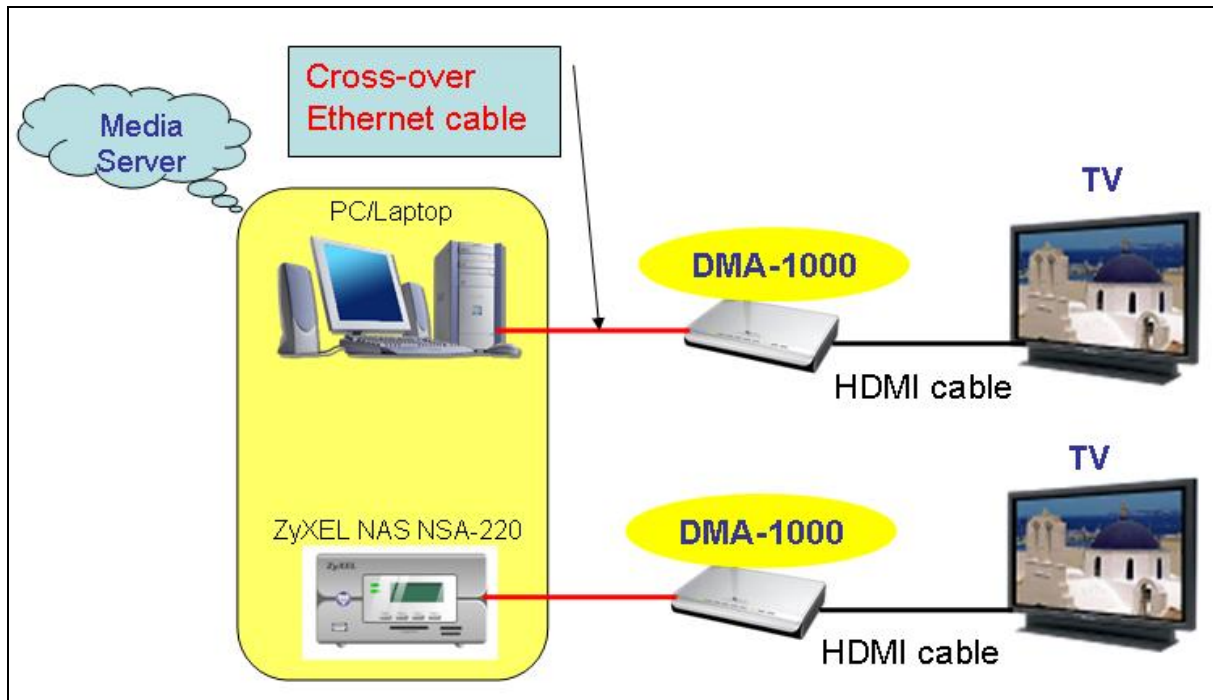 Cross-over
Ethernet cable
Media
Server
PC/Laptop
TV
DMA-1000
HDMI cable
TV
ZyXEL NAS NSA-220
DMA-1000
ZyXEL
HDMI cable